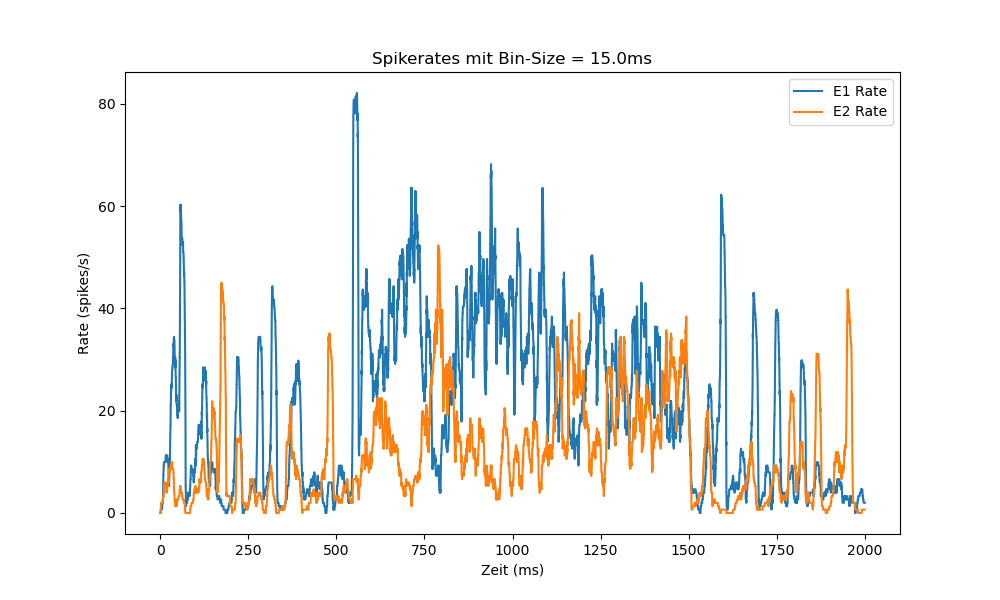 Spikerates mit Bin-Size = 15.0ms
E1 Rate
E2 Rate
80
60
40
20
0
Rate (spikes/s)
0 250 500 750 1000 1250 1500 1750 2000
Zeit (ms)